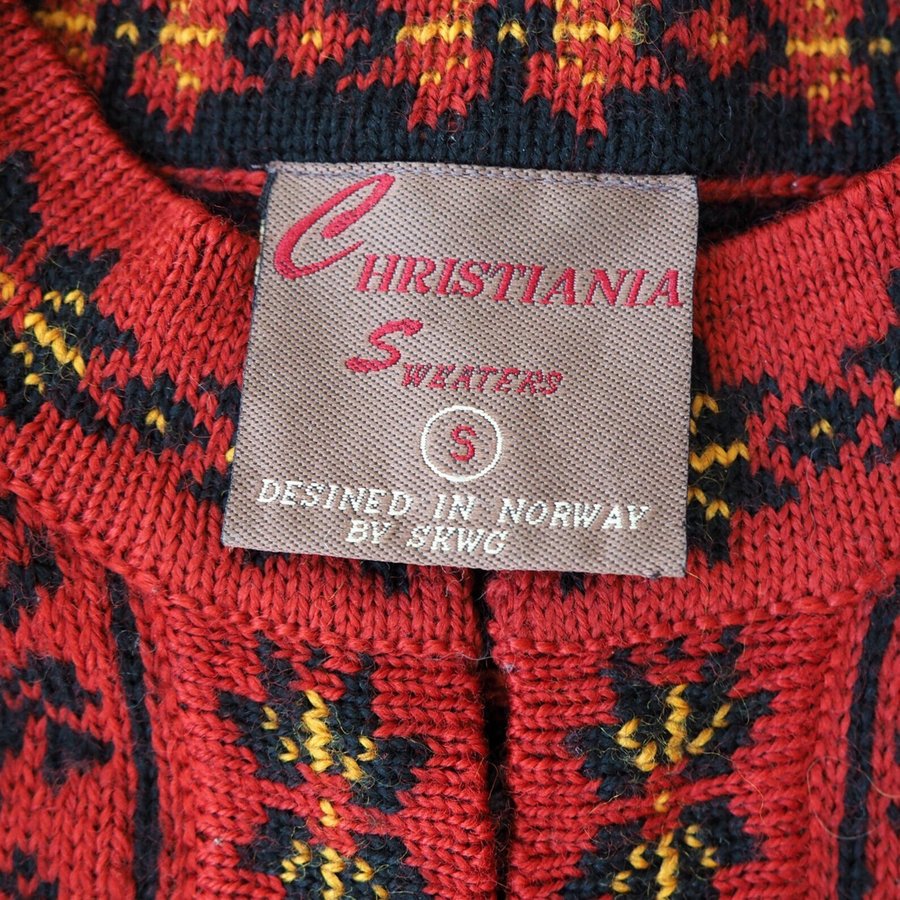 CHRISTIANIA
SWEATERS
S
DESINED IN NORWAY
BY SKWG